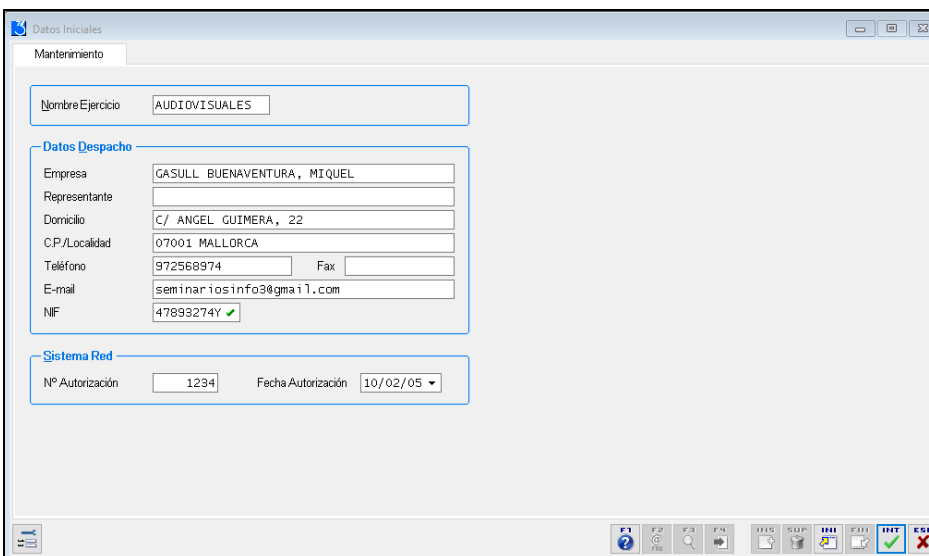 Datos Iniciales
Mantenimiento
Nombre Ejercicio AUDIOVISUALES
Datos Despacho
Empresa GASULL BUENAVENTURA, MIQUEL
Representante
Domicilio C/ ANGEL GUIMERA, 22
C.P./Localidad 07001 MALLORCA
Teléfono 972568974 Fax
E-mail seminariosinfo3@gmail.com
NIF 47893274Y
Sistema Red
Nº Autorización 1234 Fecha Autorización 10/02/05
F1 F2 F3 F4 INS SUP INI FIN INT